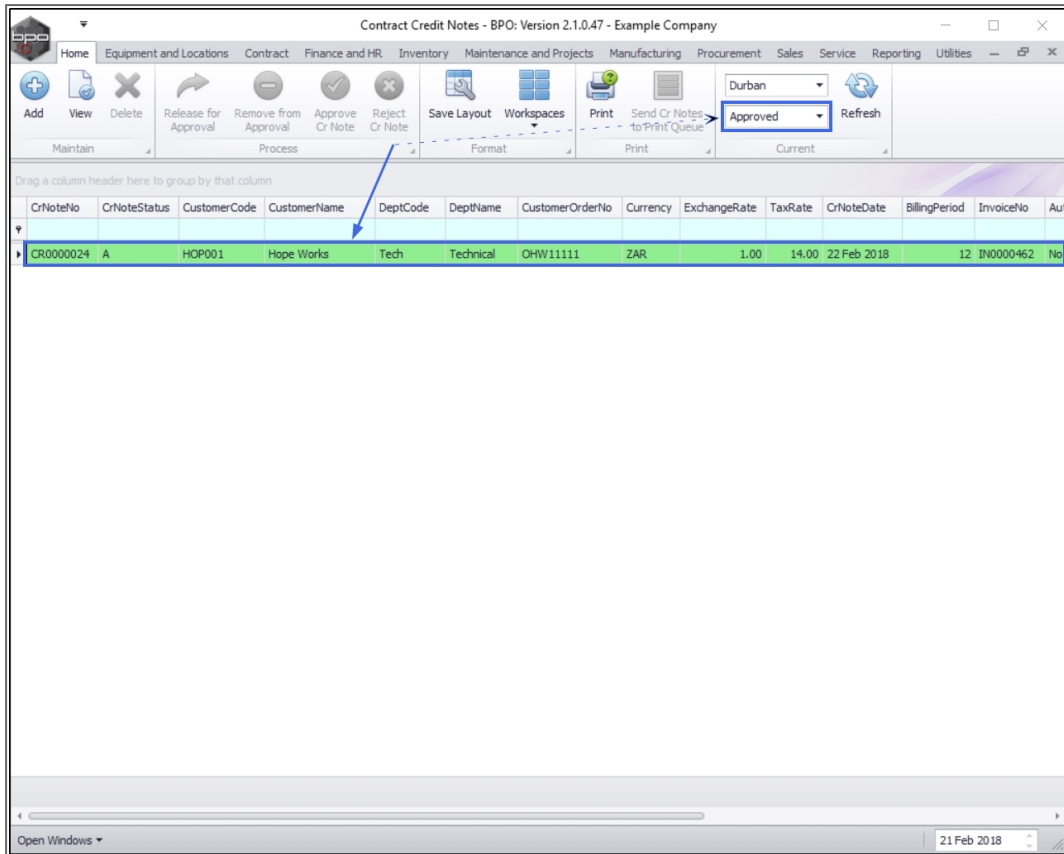 Contract Credit Notes - BPO: Version 2.1.0.47 - Example Company
bpo
Home Equipment and Locations Contract Finance and HR Inventory Maintenance and Projects Manufacturing Procurement Sales Service Reporting Utilities
Add View Delete Release for Approval Remove from Approval Approve Cr Note Reject Cr Note Save Layout Workspaces Print Send Cr Notes to Print Queue Durban Approved Refresh
Maintain Process Format Print Current
Drag a column header here to group by that column
CrNoteNo CrNoteStatus CustomerCode CustomerName DeptCode DeptName CustomerOrderNo Currency ExchangeRate TaxRate CrNoteDate BillingPeriod InvoiceNo Aut
CR0000024 A HOP001 Hope Works Tech Technical OHW11111 ZAR 1.00 14.00 22 Feb 2018 12 IN0000462 No
Open Windows 21 Feb 2018